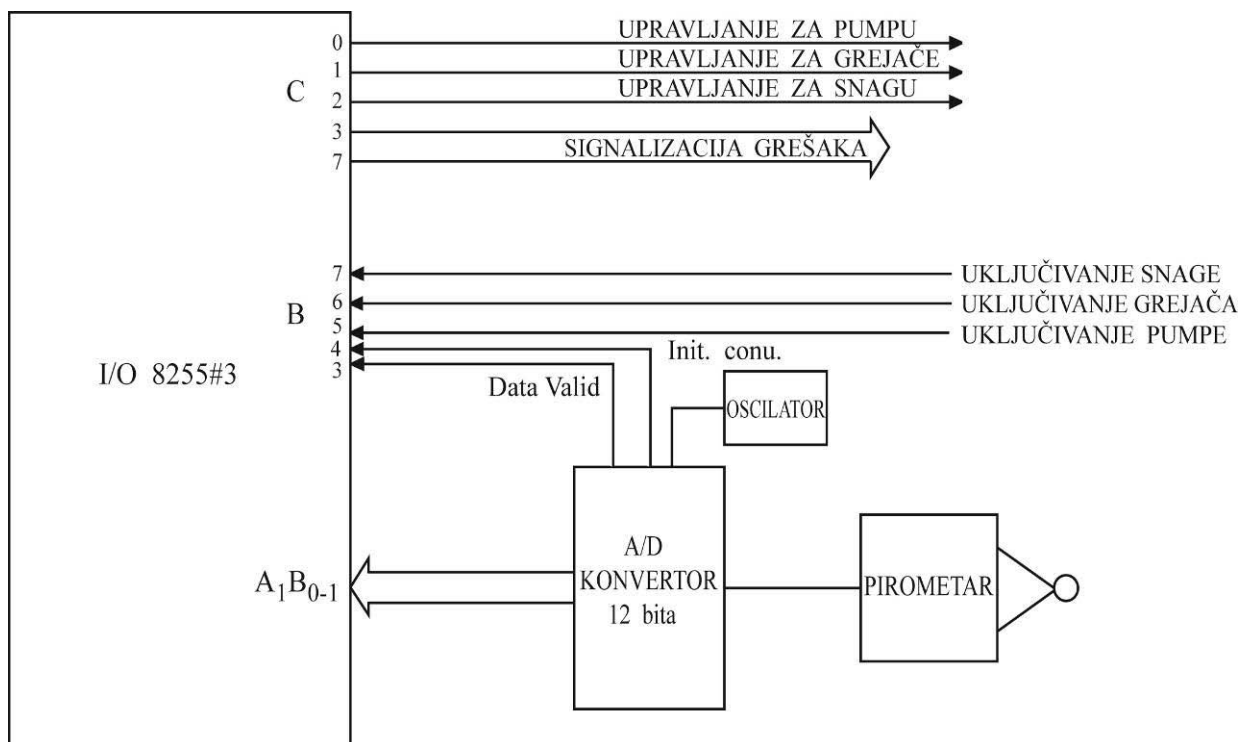 0 UPRAVLJANJE ZA PUMPU
1 UPRAVLJANJE ZA GREJAČE
C
2 UPRAVLJANJE ZA SNAGU
3
SIGNALIZACIJA GREŠAKA
7
7 UKLJUČIVANJE SNAGE
6 UKLJUČIVANJE GREJAČA
B
5 UKLJUČIVANJE PUMPE
4 Init. conu.
3
I/O 8255#3
Data Valid
OSCILATOR
A/D
KONVERTOR
12 bita
A₁B₀₋₁
PIROMETAR